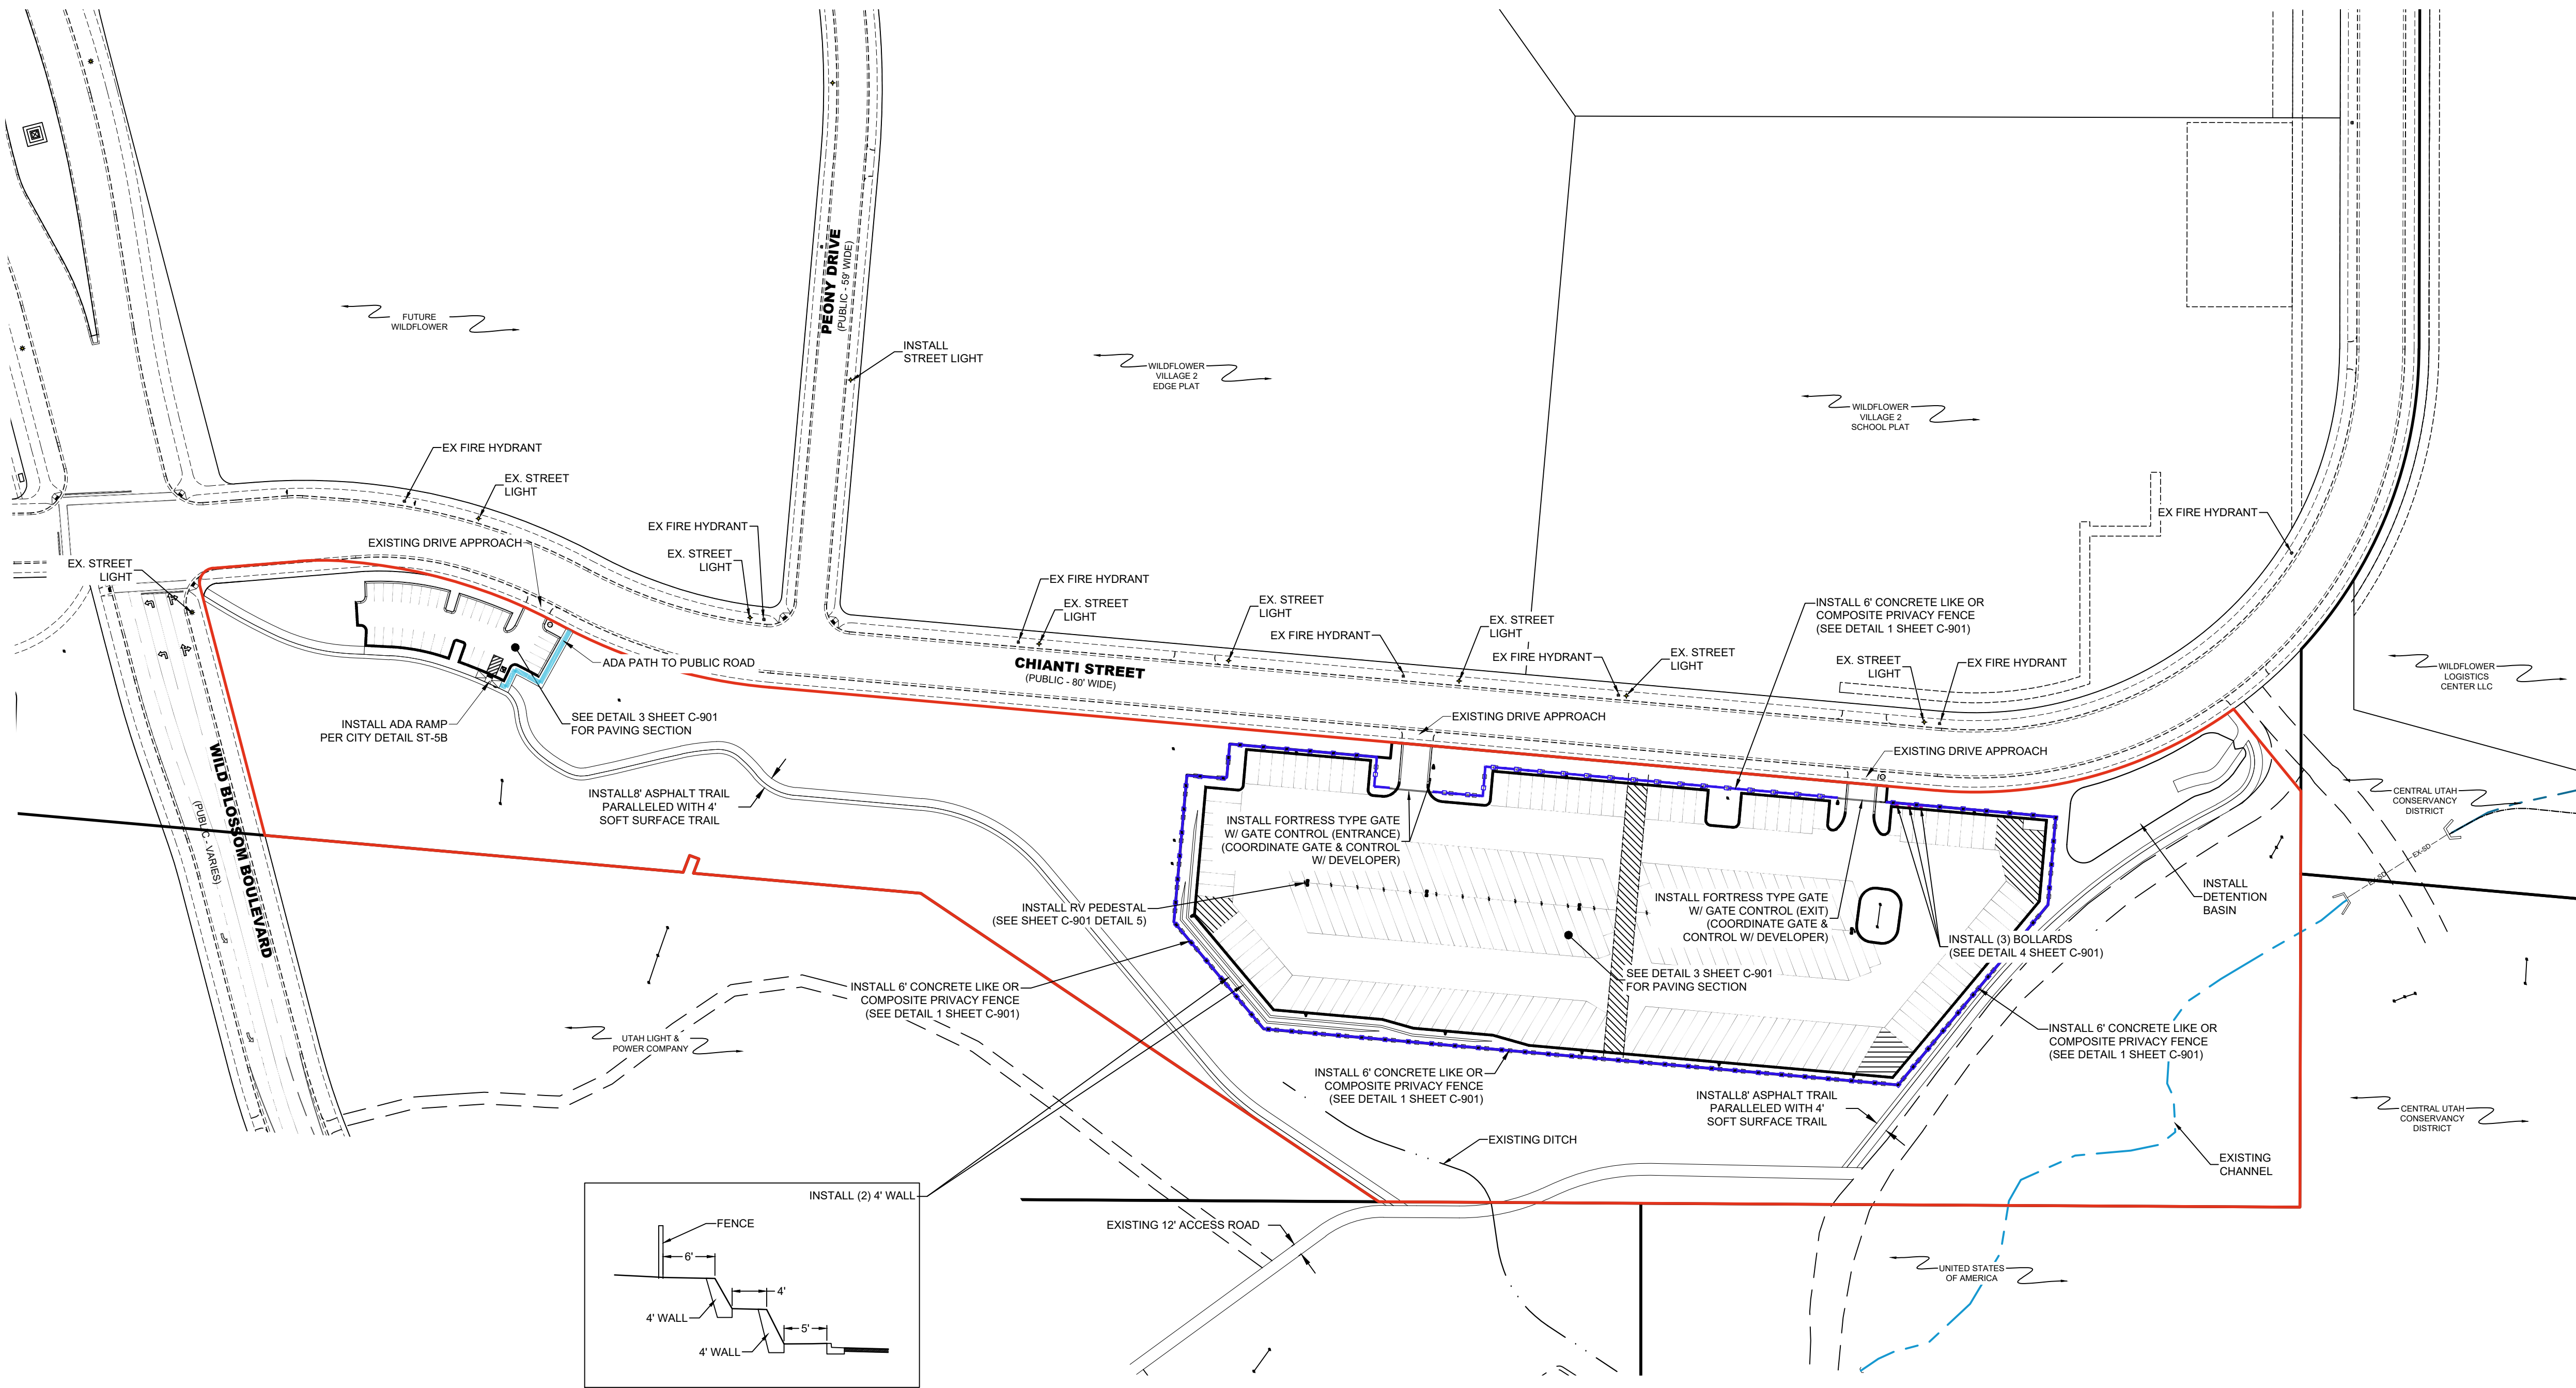 PEONY DRIVE
(PUBLIC - 59' WIDE)
FUTURE
WILDFLOWER
INSTALL
STREET LIGHT
WILDFLOWER
VILLAGE 2
EDGE PLAT
WILDFLOWER
VILLAGE 2
SCHOOL PLAT
EX FIRE HYDRANT
EX. STREET
LIGHT
EX FIRE HYDRANT
EXISTING DRIVE APPROACH
EX. STREET
LIGHT
EX. STREET
LIGHT
EX FIRE HYDRANT
EX. STREET
LIGHT
EX. STREET
LIGHT
EX FIRE HYDRANT
EX. STREET
LIGHT
EX FIRE HYDRANT
EX. STREET
LIGHT
INSTALL 6' CONCRETE LIKE OR
COMPOSITE PRIVACY FENCE
(SEE DETAIL 1 SHEET C-901)
EX. STREET
LIGHT
EX FIRE HYDRANT
EX FIRE HYDRANT
CHIANTI STREET
(PUBLIC - 80' WIDE)
ADA PATH TO PUBLIC ROAD
INSTALL ADA RAMP
PER CITY DETAIL ST-5B
SEE DETAIL 3 SHEET C-901
FOR PAVING SECTION
EXISTING DRIVE APPROACH
EXISTING DRIVE APPROACH
WILDFLOWER
LOGISTICS
CENTER LLC
WILD BLOSSOM BOULEVARD
(PUBLIC - VARIES)
INSTALL8' ASPHALT TRAIL
PARALLELED WITH 4'
SOFT SURFACE TRAIL
CENTRAL UTAH
CONSERVANCY
DISTRICT
EX-SD
EX-SD
INSTALL FORTRESS TYPE GATE
W/ GATE CONTROL (ENTRANCE)
(COORDINATE GATE & CONTROL
W/ DEVELOPER)
INSTALL RV PEDESTAL
(SEE SHEET C-901 DETAIL 5)
INSTALL FORTRESS TYPE GATE
W/ GATE CONTROL (EXIT)
(COORDINATE GATE &
CONTROL W/ DEVELOPER)
INSTALL
DETENTION
BASIN
INSTALL (3) BOLLARDS
(SEE DETAIL 4 SHEET C-901)
INSTALL 6' CONCRETE LIKE OR
COMPOSITE PRIVACY FENCE
(SEE DETAIL 1 SHEET C-901)
SEE DETAIL 3 SHEET C-901
FOR PAVING SECTION
UTAH LIGHT &
POWER COMPANY
INSTALL 6' CONCRETE LIKE OR
COMPOSITE PRIVACY FENCE
(SEE DETAIL 1 SHEET C-901)
INSTALL 6' CONCRETE LIKE OR
COMPOSITE PRIVACY FENCE
(SEE DETAIL 1 SHEET C-901)
INSTALL8' ASPHALT TRAIL
PARALLELED WITH 4'
SOFT SURFACE TRAIL
CENTRAL UTAH
CONSERVANCY
DISTRICT
EXISTING DITCH
EXISTING
CHANNEL
INSTALL (2) 4' WALL
FENCE
6'
4'
4' WALL
5'
4' WALL
EXISTING 12' ACCESS ROAD
UNITED STATES
OF AMERICA